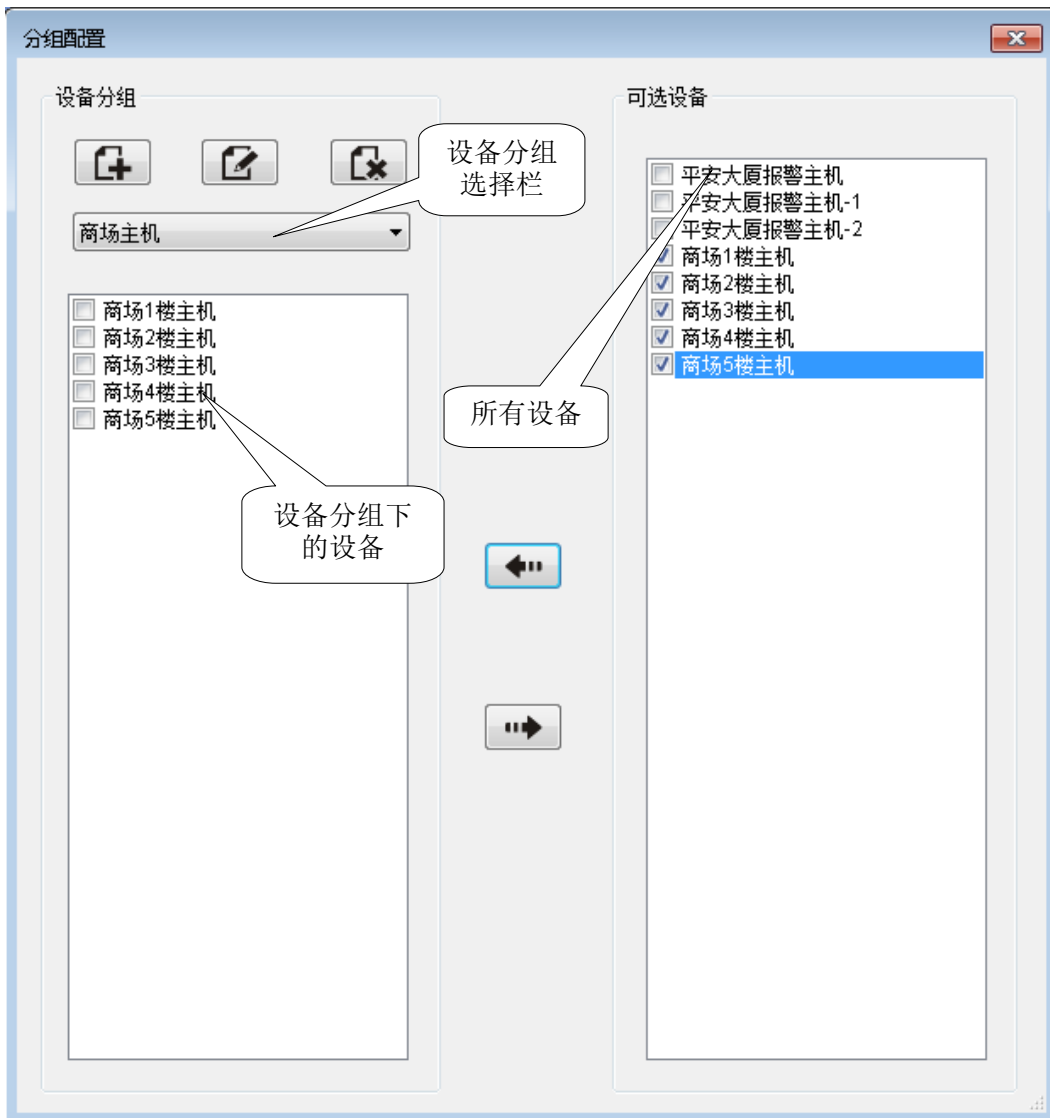 分组配置
设备分组
设备分组
选择栏
商场主机
商场1楼主机
商场2楼主机
商场3楼主机
商场4楼主机
商场5楼主机
设备分组下
的设备
所有设备
可选设备
平安大厦报警主机
平安大厦报警主机-1
平安大厦报警主机-2
商场1楼主机
商场2楼主机
商场3楼主机
商场4楼主机
商场5楼主机